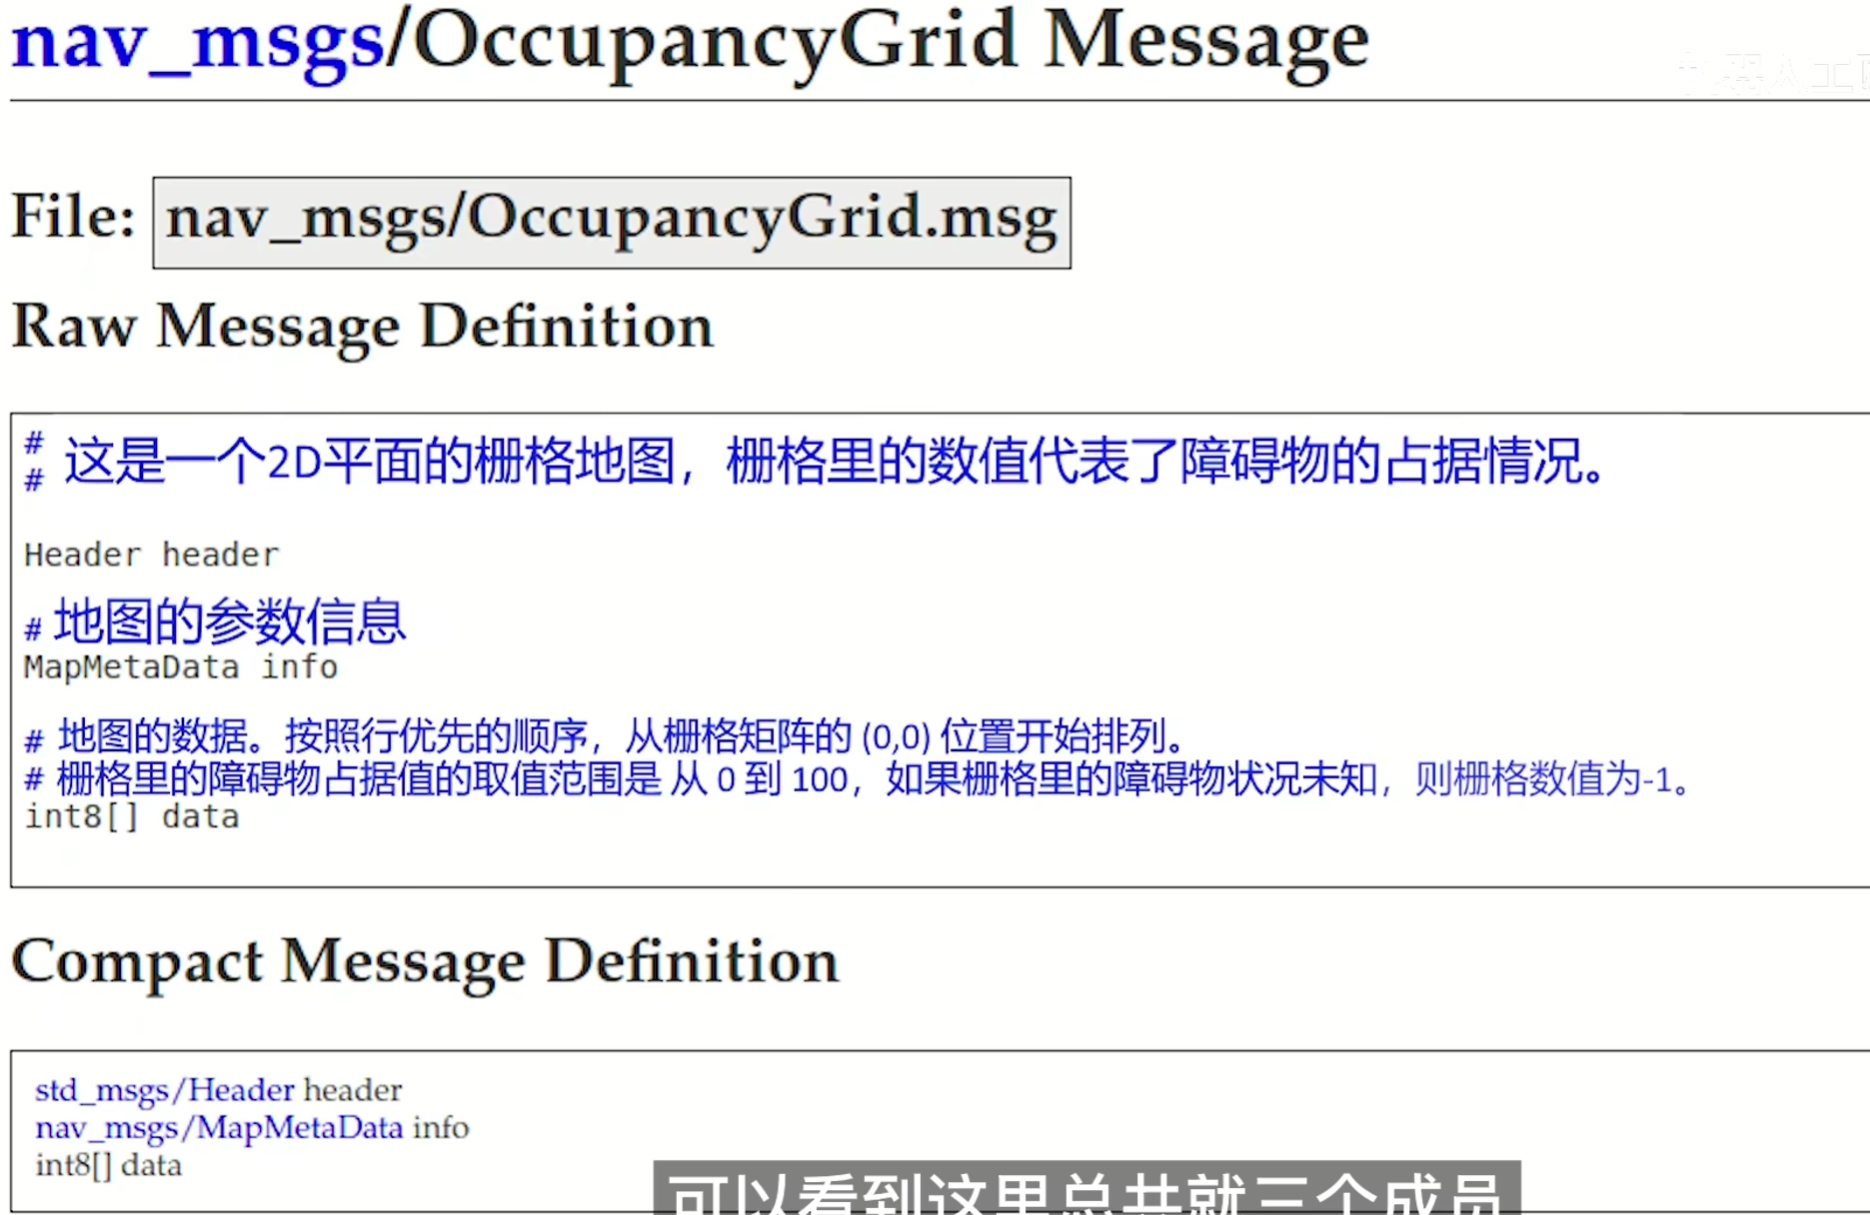 nav_msgs/OccupancyGrid Message
File: nav_msgs/OccupancyGrid.msg
Raw Message Definition
# 这是一个2D平面的栅格地图，栅格里的数值代表了障碍物的占据情况。
#
Header header
# 地图的参数信息
MapMetaData info
# 地图的数据。按照行优先的顺序，从栅格矩阵的 (0,0) 位置开始排列。
# 栅格里的障碍物占据值的取值范围是 从 0 到 100，如果栅格里的障碍物状况未知，则栅格数值为-1。
int8[] data
Compact Message Definition
std_msgs/Header header
nav_msgs/MapMetaData info
int8[] data
可以看到这里总共就三个成员